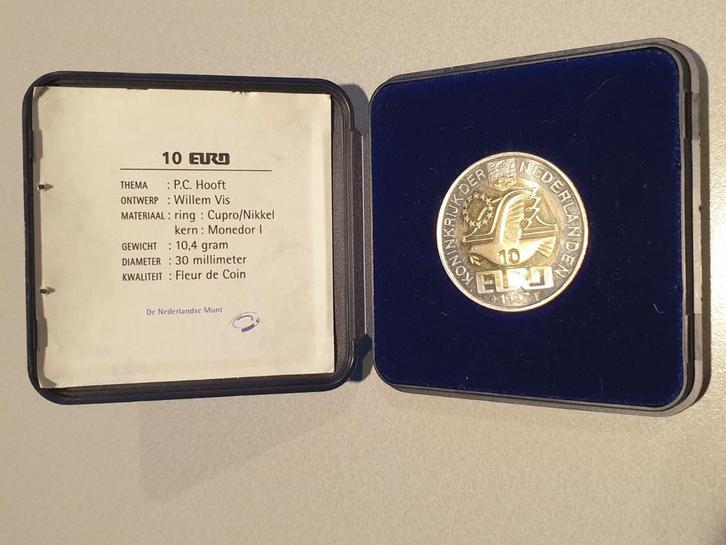 10 EURO
THEMA : P.C. Hooft
ONTWERP : Willem Vis
MATERIAAL : ring : Cupro/Nikkel
kern : Monedor I
GEWICHT : 10,4 gram
DIAMETER : 30 millimeter
KWALITEIT : Fleur de Coin
De Nederlandse Munt
KONINKRIJK DER NEDERLANDEN
10
EURO